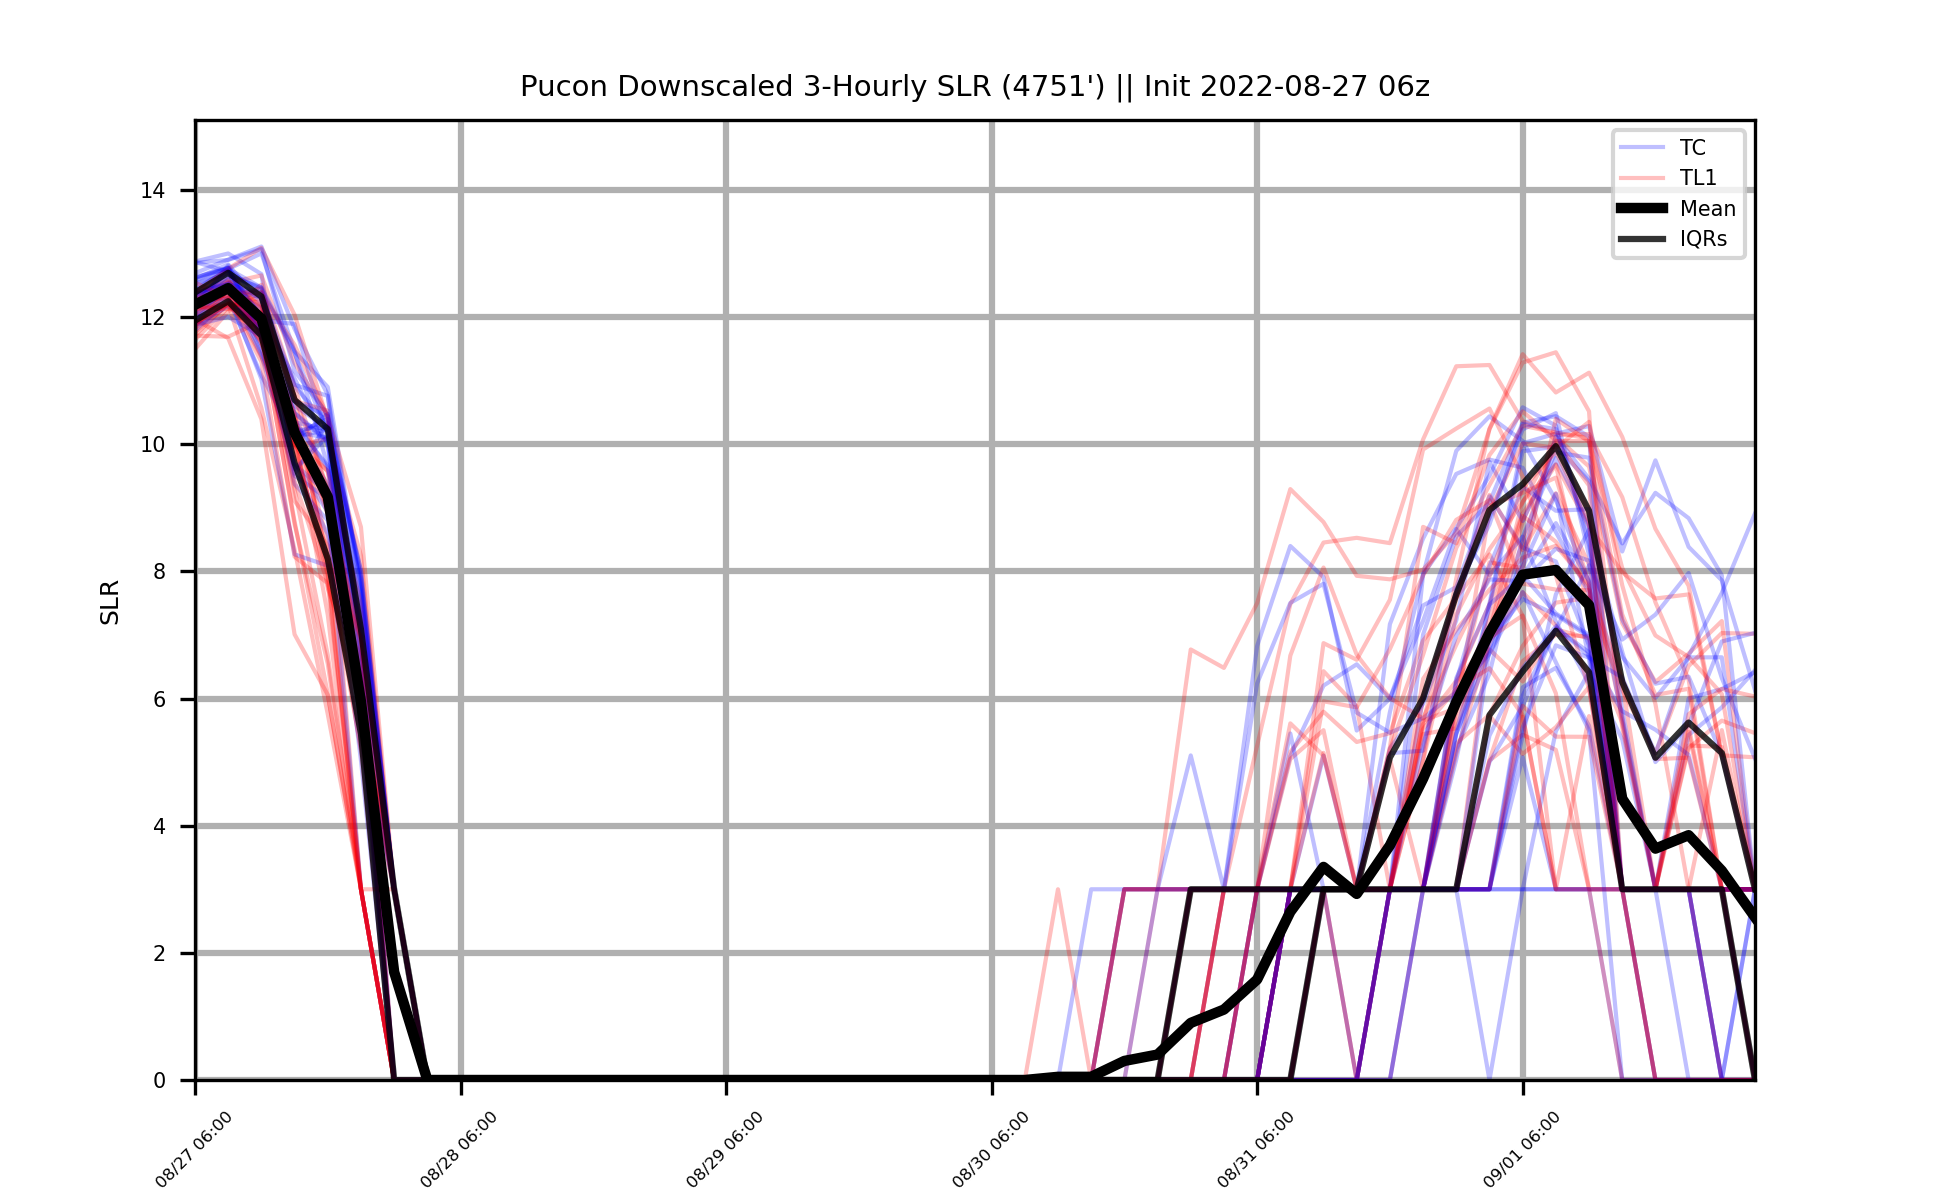 Pucon Downscaled 3-Hourly SLR (4751') || Init 2022-08-27 06z
TC
TL1
Mean
IQRs
SLR
14
12
10
8
6
4
2
0
08/27 06:00
08/28 06:00
08/29 06:00
08/30 06:00
08/31 06:00
09/01 06:00